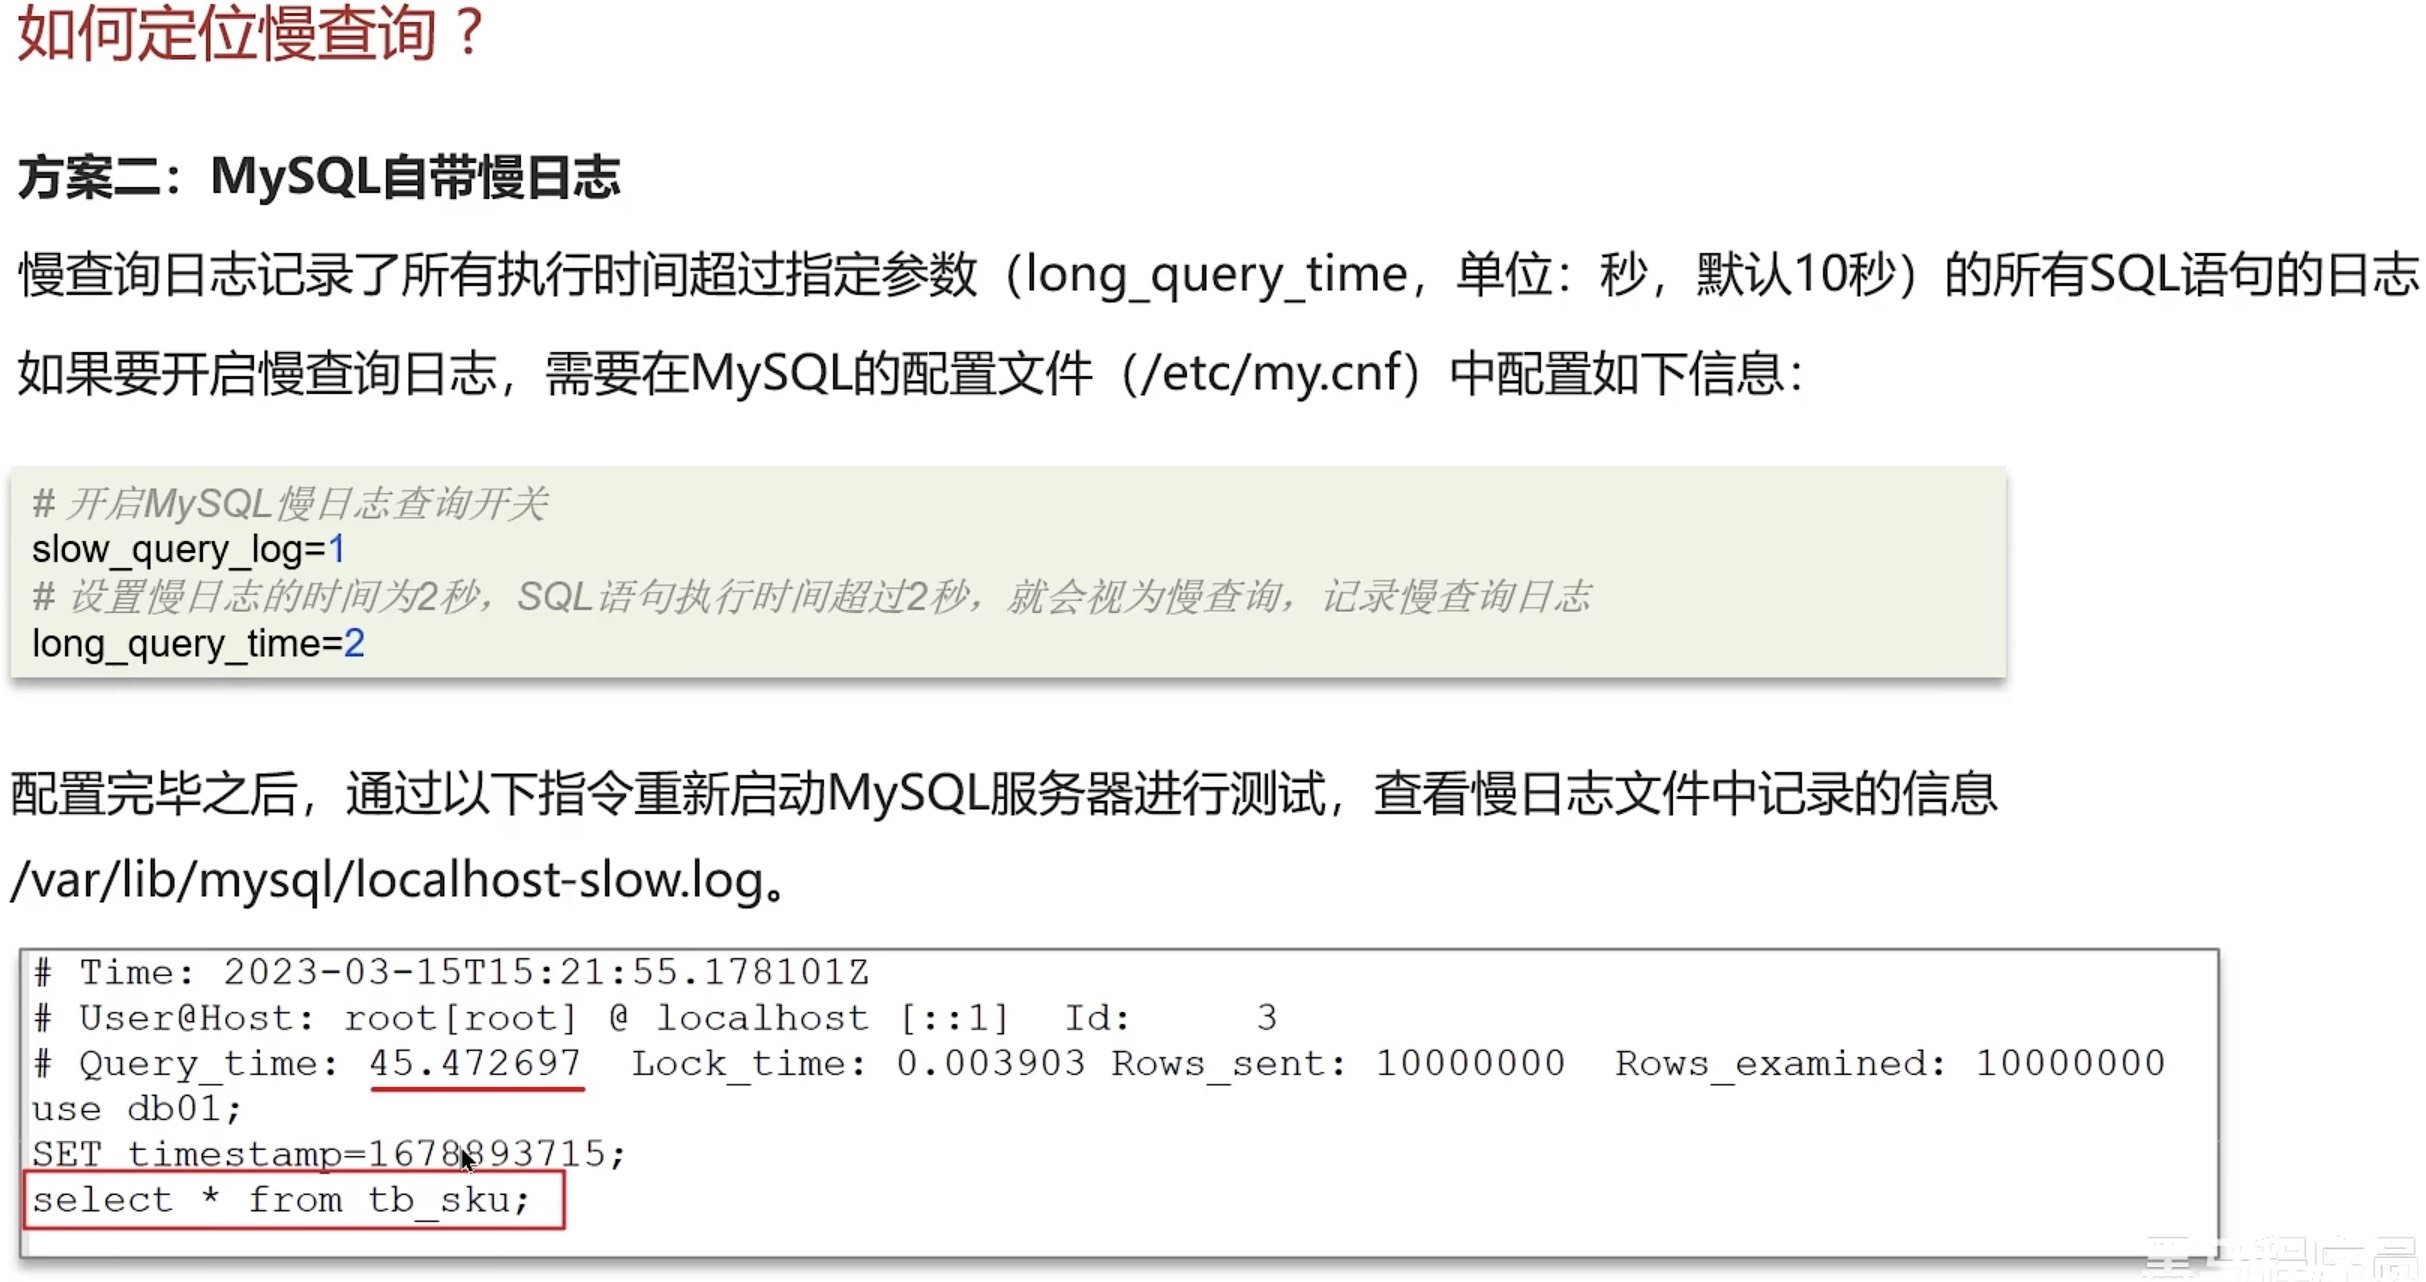 如何定位慢查询？
方案二：MySQL自带慢日志
慢查询日志记录了所有执行时间超过指定参数（long_query_time，单位：秒，默认10秒）的所有SQL语句的日志
如果要开启慢查询日志，需要在MySQL的配置文件（/etc/my.cnf）中配置如下信息：
# 开启MySQL慢日志查询开关
slow_query_log=1
# 设置慢日志的时间为2秒，SQL语句执行时间超过2秒，就会视为慢查询，记录慢查询日志
long_query_time=2
配置完毕之后，通过以下指令重新启动MySQL服务器进行测试，查看慢日志文件中记录的信息
/var/lib/mysql/localhost-slow.log。
# Time: 2023-03-15T15:21:55.178101Z
# User@Host: root[root] @ localhost [::1]  Id:     3
# Query_time: 45.472697  Lock_time: 0.003903 Rows_sent: 10000000  Rows_examined: 10000000
use db01;
SET timestamp=1678893715;
select * from tb_sku;
黑马程序员